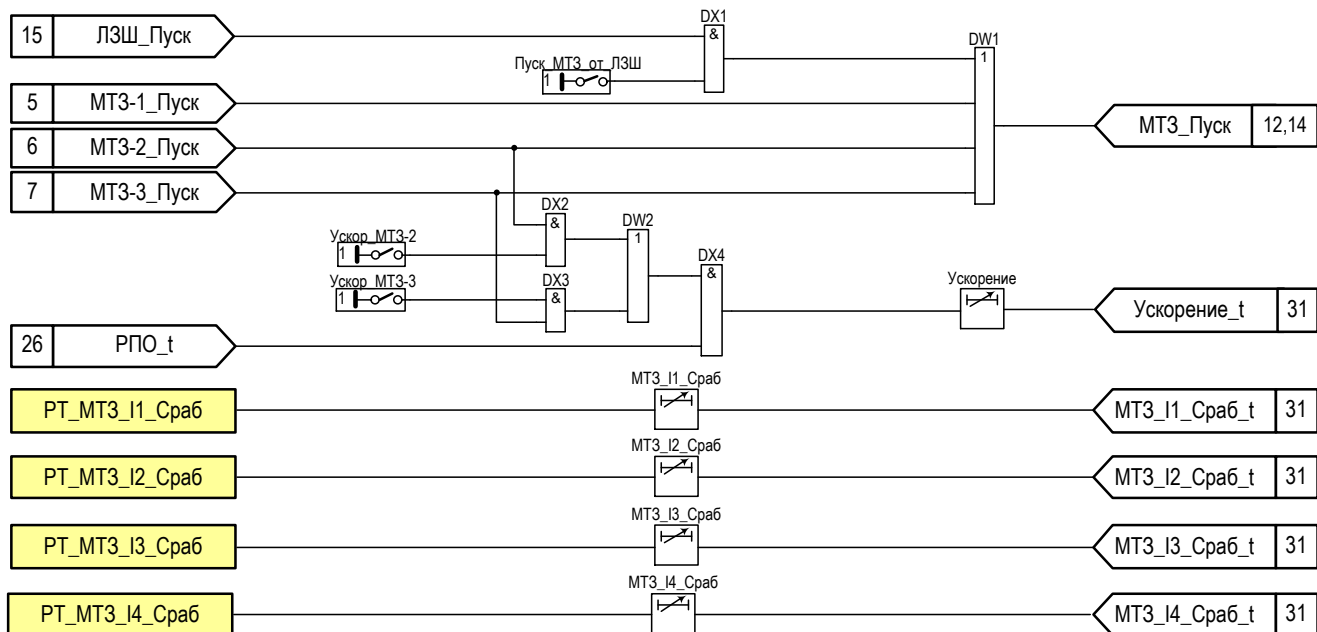 DX1
15 ЛЗШ_Пуск
&
DW1
Пуск_МТЗ_от_ЛЗШ
1
1
5 МТЗ-1_Пуск
МТЗ_Пуск 12,14
6 МТЗ-2_Пуск
7 МТЗ-3_Пуск
DX2
&
DW2
1
Ускор_МТЗ-2
1
DX4
&
Ускор_МТЗ-3
1
DX3
&
Ускорение
Ускорение_t 31
26 РПО_t
МТЗ_I1_Сраб
РТ_МТЗ_I1_Сраб
МТЗ_I1_Сраб_t 31
МТЗ_I2_Сраб
РТ_МТЗ_I2_Сраб
МТЗ_I2_Сраб_t 31
МТЗ_I3_Сраб
РТ_МТЗ_I3_Сраб
МТЗ_I3_Сраб_t 31
МТЗ_I4_Сраб
РТ_МТЗ_I4_Сраб
МТЗ_I4_Сраб_t 31